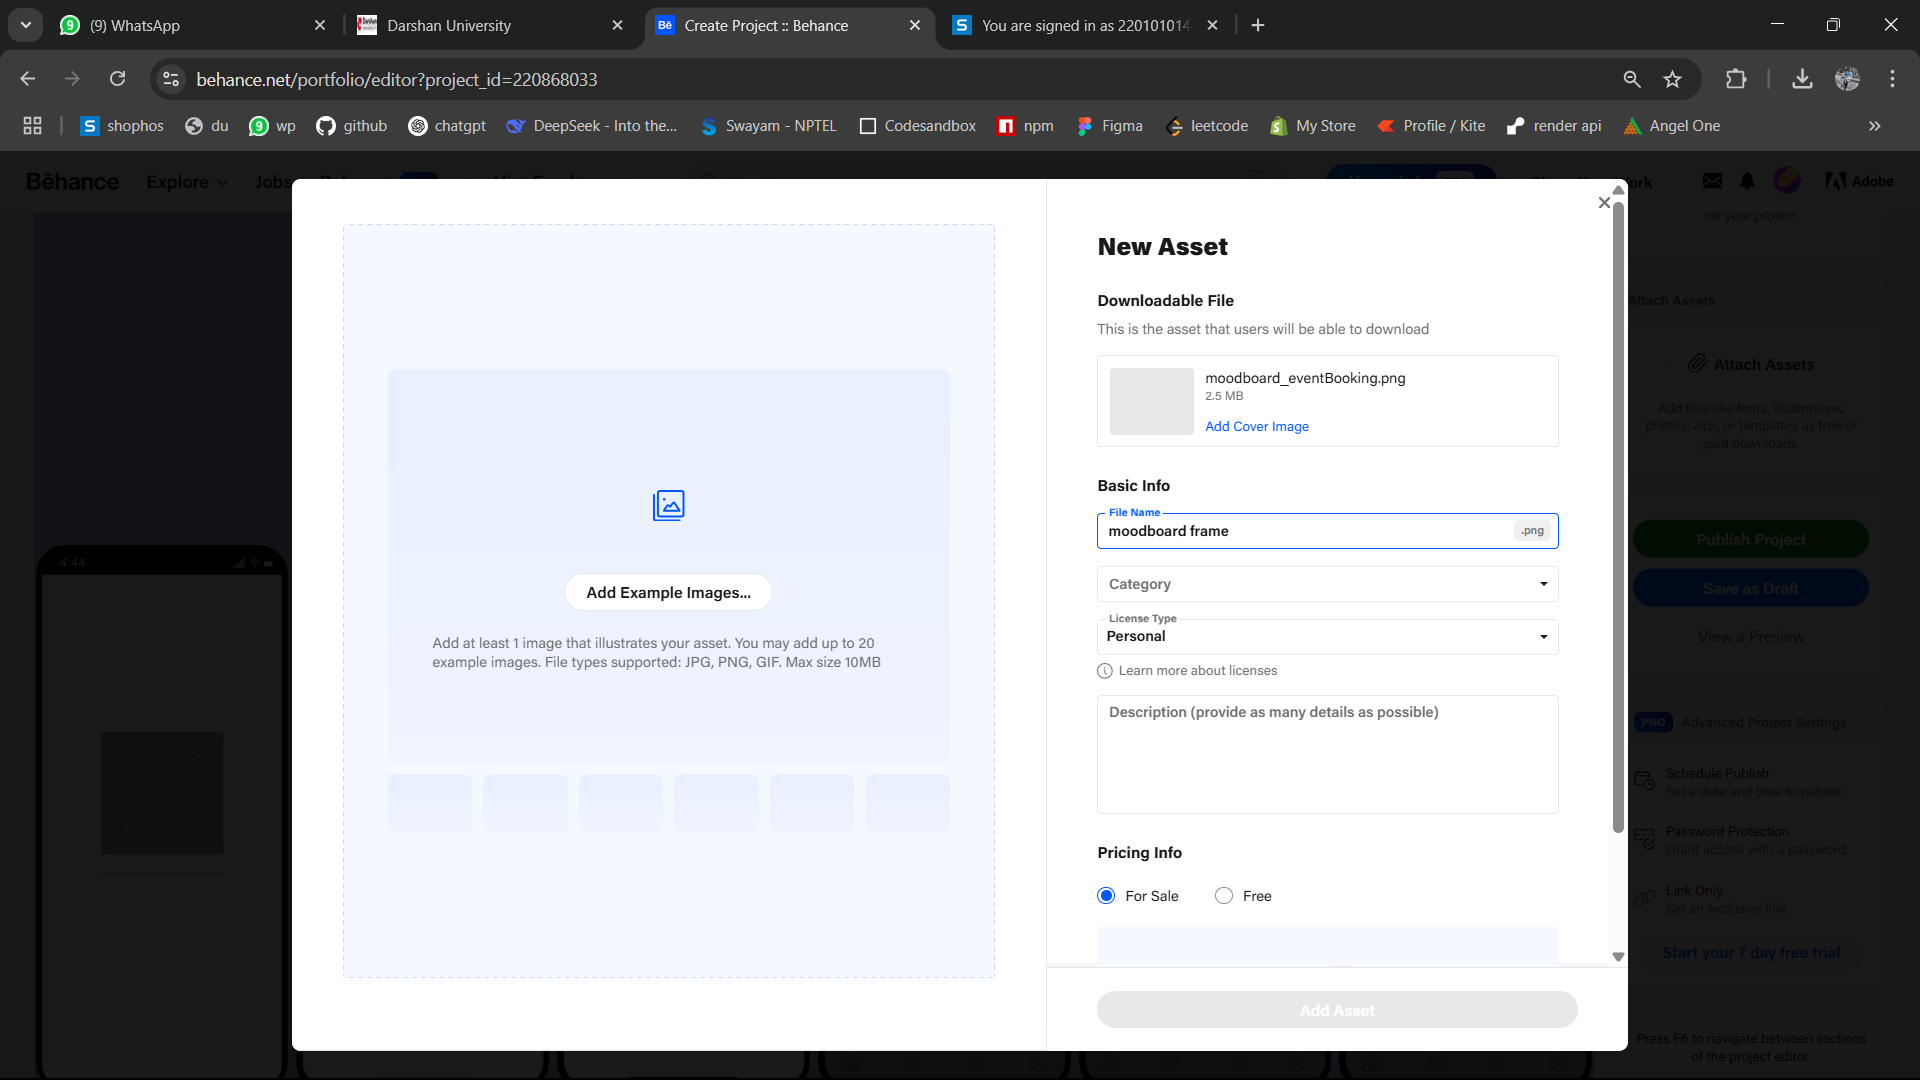 (9) WhatsApp
Darshan University
Create Project :: Behance
You are signed in as 220101014
behance.net/portfolio/editor?project_id=220868033
shophos
du
wp
github
chatgpt
DeepSeek - Into the...
Swayam - NPTEL
Codesandbox
npm
Figma
leetcode
My Store
Profile / Kite
render api
Angel One
Bēhance
Explore
Jobs
Adobe
on your project
New Asset
Downloadable File
This is the asset that users will be able to download
moodboard_eventBooking.png
2.5 MB
Add Cover Image
Basic Info
File Name
moodboard frame
.png
Category
License Type
Personal
Learn more about licenses
Description (provide as many details as possible)
Pricing Info
For Sale
Free
Add Asset
Add Example Images...
Add at least 1 image that illustrates your asset. You may add up to 20
example images. File types supported: JPG, PNG, GIF. Max size 10MB
4:44
Attach Assets
Attach Assets
Add files like fonts, illustrations,
photos, zips, or templates as free or
paid downloads.
Publish Project
Save as Draft
View a Preview
PRO Advanced Project Settings
Schedule Publish
Set a date and time to publish
Password Protection
Grant access with a password
Link Only
Set an exclusive link
Start your 7 day free trial
Press F6 to navigate between sections
of the project editor.